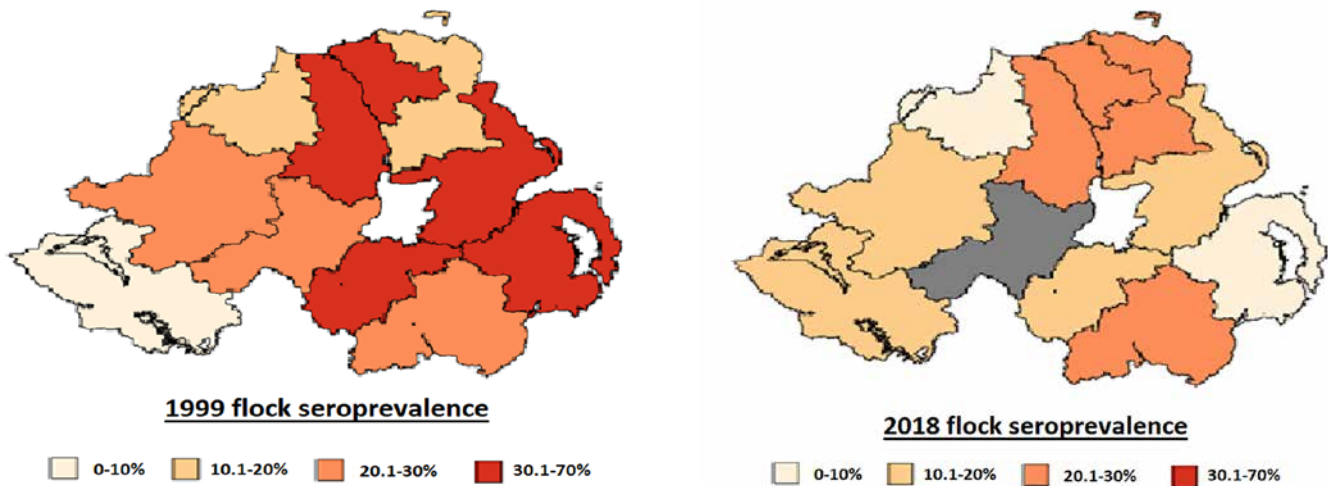 1999 flock seroprevalence
0-10% 10.1-20% 20.1-30% 30.1-70%
2018 flock seroprevalence
0-10% 10.1-20% 20.1-30% 30.1-70%